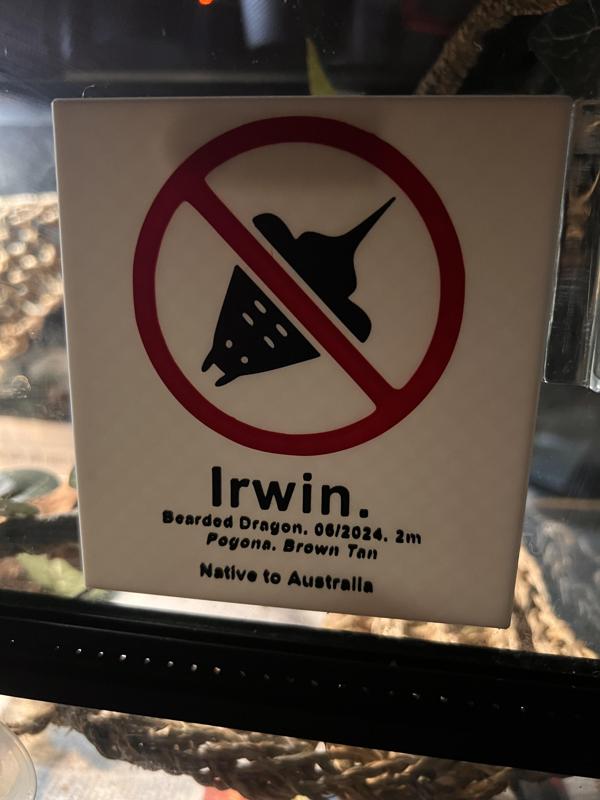 Irwin.
Bearded Dragon. 06/2024. 2m
Pogona. Brown Tan
Native to Australia